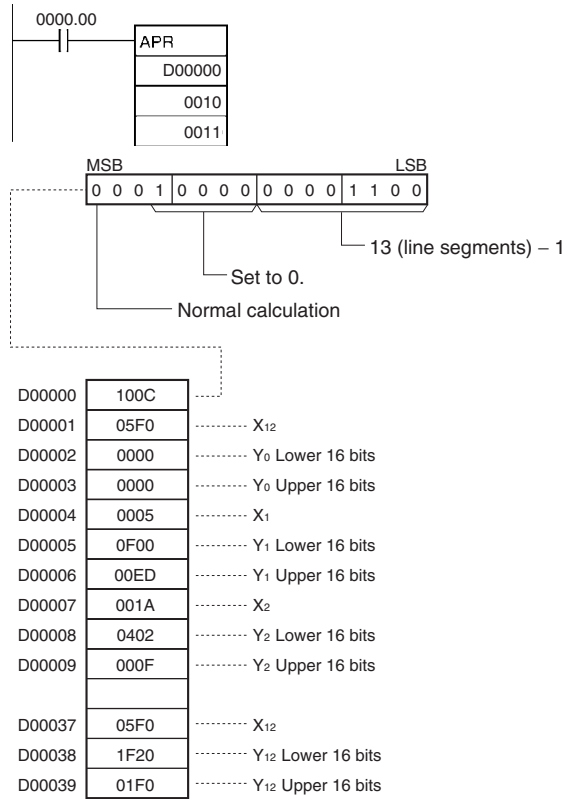 0000.00
APR
D00000
0010
0011
MSB LSB
0 0 0 1 0 0 0 0 0 0 0 0 1 1 0 0
13 (line segments) − 1
Set to 0.
Normal calculation
D00000 100C
D00001 05F0 X12
D00002 0000 Y0 Lower 16 bits
D00003 0000 Y0 Upper 16 bits
D00004 0005 X1
D00005 0F00 Y1 Lower 16 bits
D00006 00ED Y1 Upper 16 bits
D00007 001A X2
D00008 0402 Y2 Lower 16 bits
D00009 000F Y2 Upper 16 bits
D00037 05F0 X12
D00038 1F20 Y12 Lower 16 bits
D00039 01F0 Y12 Upper 16 bits